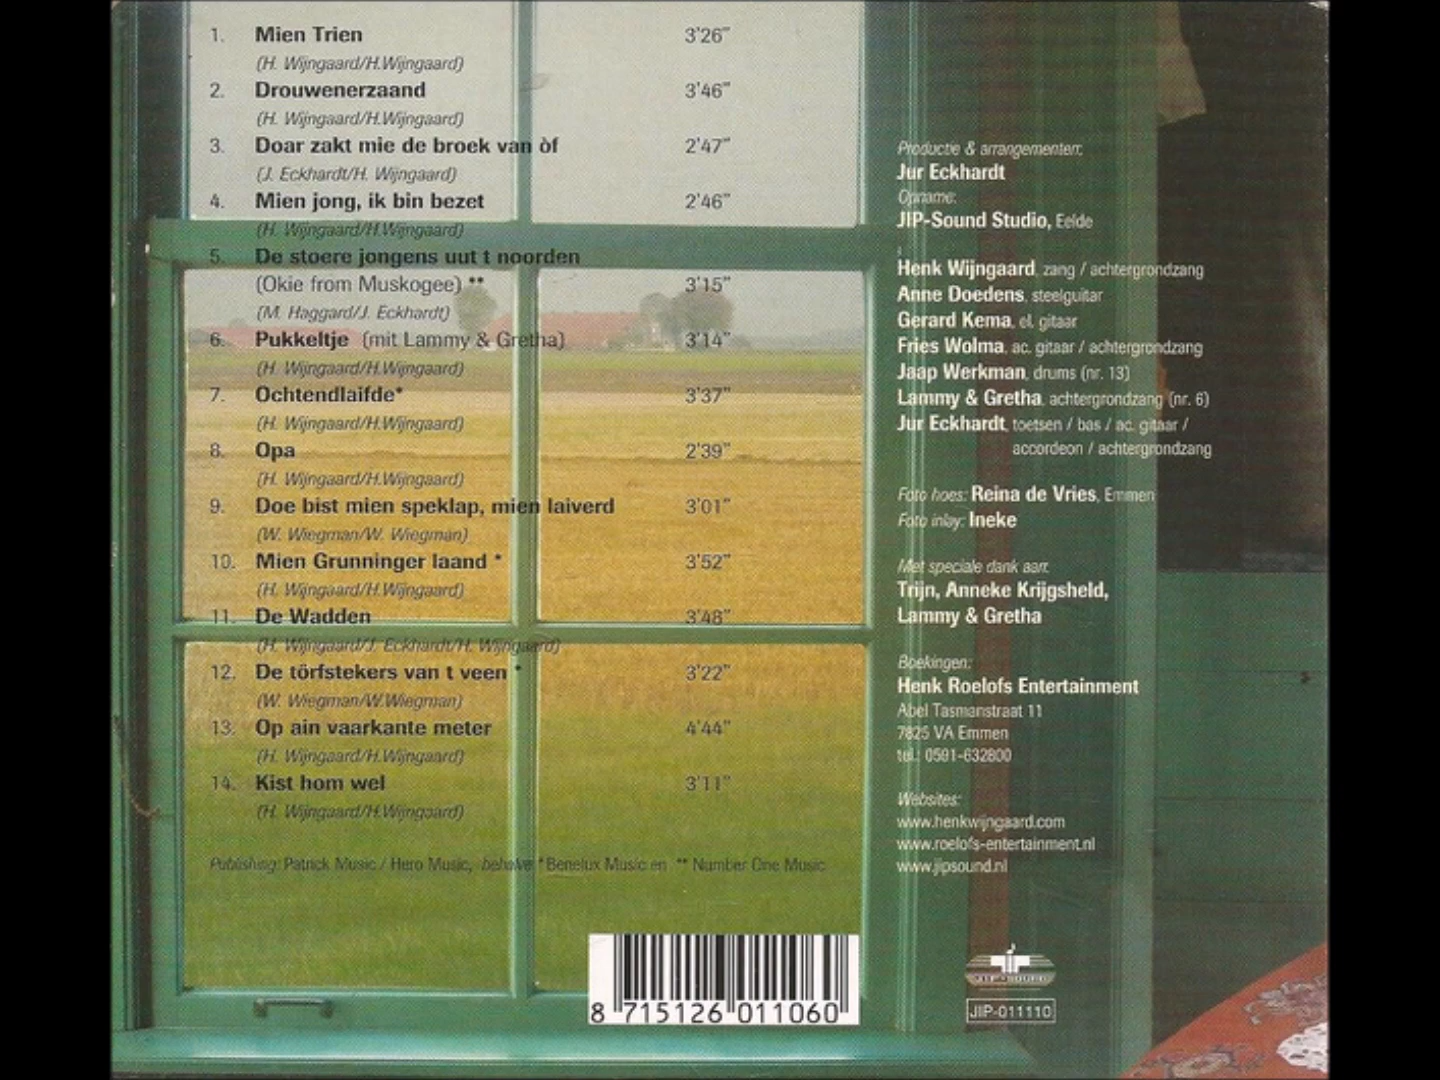 1. Mien Trien 3'26"
(H. Wijngaard/H.Wijngaard)
2. Drouwenerzaand 3'46"
(H. Wijngaard/H.Wijngaard)
3. Doar zakt mie de broek van òf 2'47"
(J. Eckhardt/H. Wijngaard)
4. Mien jong, ik bin bezet 2'46"
(H. Wijngaard/H.Wijngaard)
5. De stoere jongens uut t noorden
(Okie from Muskogee) ** 3'15"
(M. Haggard/J. Eckhardt)
6. Pukkeltje (mit Lammy & Gretha) 3'14"
(H. Wijngaard/H.Wijngaard)
7. Ochtendlaifde* 3'37"
(H. Wijngaard/H.Wijngaard)
8. Opa 2'39"
(H. Wijngaard/H.Wijngaard)
9. Doe bist mien speklap, mien laiverd 3'01"
(W. Wiegman/W. Wiegman)
10. Mien Grunninger laand * 3'52"
(H. Wijngaard/H.Wijngaard)
11. De Wadden 3'48"
(H. Wijngaard/J. Eckhardt/H. Wijngaard)
12. De törfstekers van t veen * 3'22"
(W. Wiegman/W.Wiegman)
13. Op ain vaarkante meter 4'44"
(H. Wijngaard/H.Wijngaard)
14. Kist hom wel 3'11"
(H. Wijngaard/H.Wijngaard)
Publishing: Patrick Music / Hero Music, behalve * Benelux Music en ** Number One Music
Productie & arrangementen:
Jur Eckhardt
Opname:
JIP-Sound Studio, Eelde
Henk Wijngaard, zang / achtergrondzang
Anne Doedens, steelguitar
Gerard Kema, el. gitaar
Fries Wolma, ac. gitaar / achtergrondzang
Jaap Werkman, drums (nr. 13)
Lammy & Gretha, achtergrondzang (nr. 6)
Jur Eckhardt, toetsen / bas / ac. gitaar /
accordeon / achtergrondzang
Foto hoes: Reina de Vries, Emmen
Foto inlay: Ineke
Met speciale dank aan:
Trijn, Anneke Krijgsheld,
Lammy & Gretha
Boekingen:
Henk Roelofs Entertainment
Abel Tasmanstraat 11
7825 VA Emmen
tel.: 0591-632800
Websites:
www.henkwijngaard.com
www.roelofs-entertainment.nl
www.jipsound.nl
8 715126 011060
JIP-011110